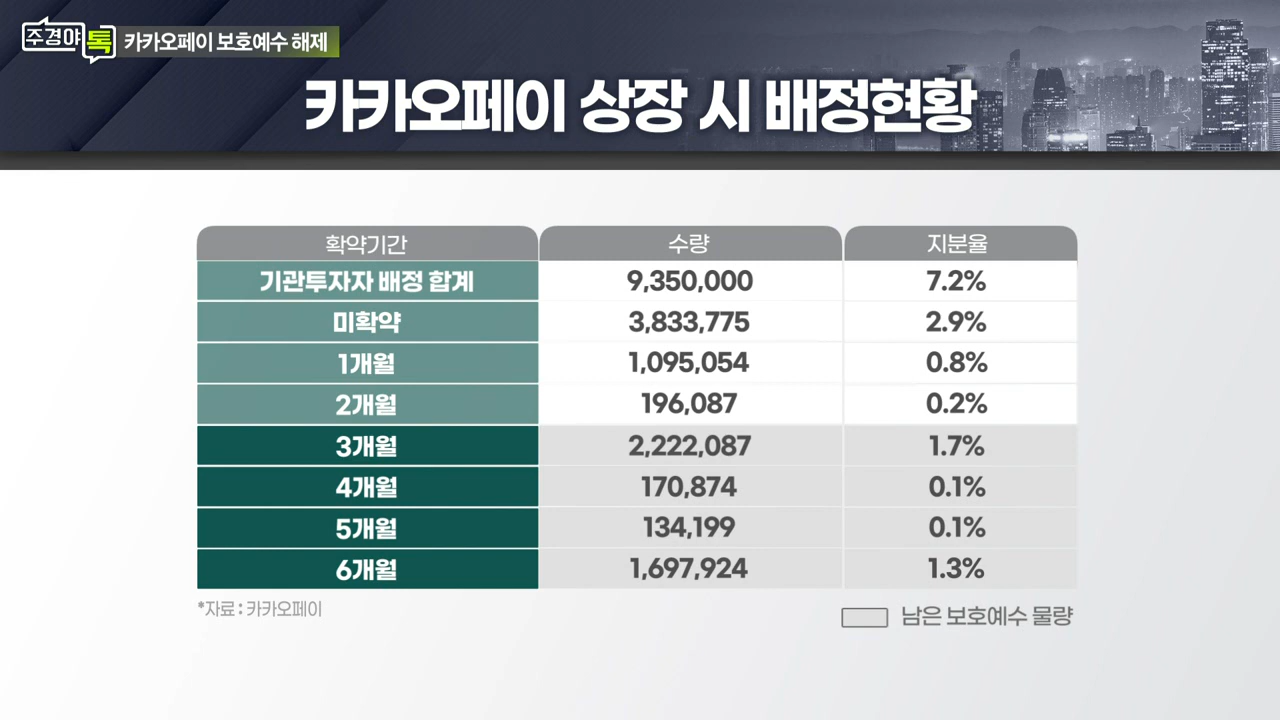 주경야톡 카카오페이 보호예수 해제
카카오페이 상장 시 배정현황
확약기간 수량 지분율
기관투자자 배정 합계 9,350,000 7.2%
미확약 3,833,775 2.9%
1개월 1,095,054 0.8%
2개월 196,087 0.2%
3개월 2,222,087 1.7%
4개월 170,874 0.1%
5개월 134,199 0.1%
6개월 1,697,924 1.3%
*자료 : 카카오페이
남은 보호예수 물량